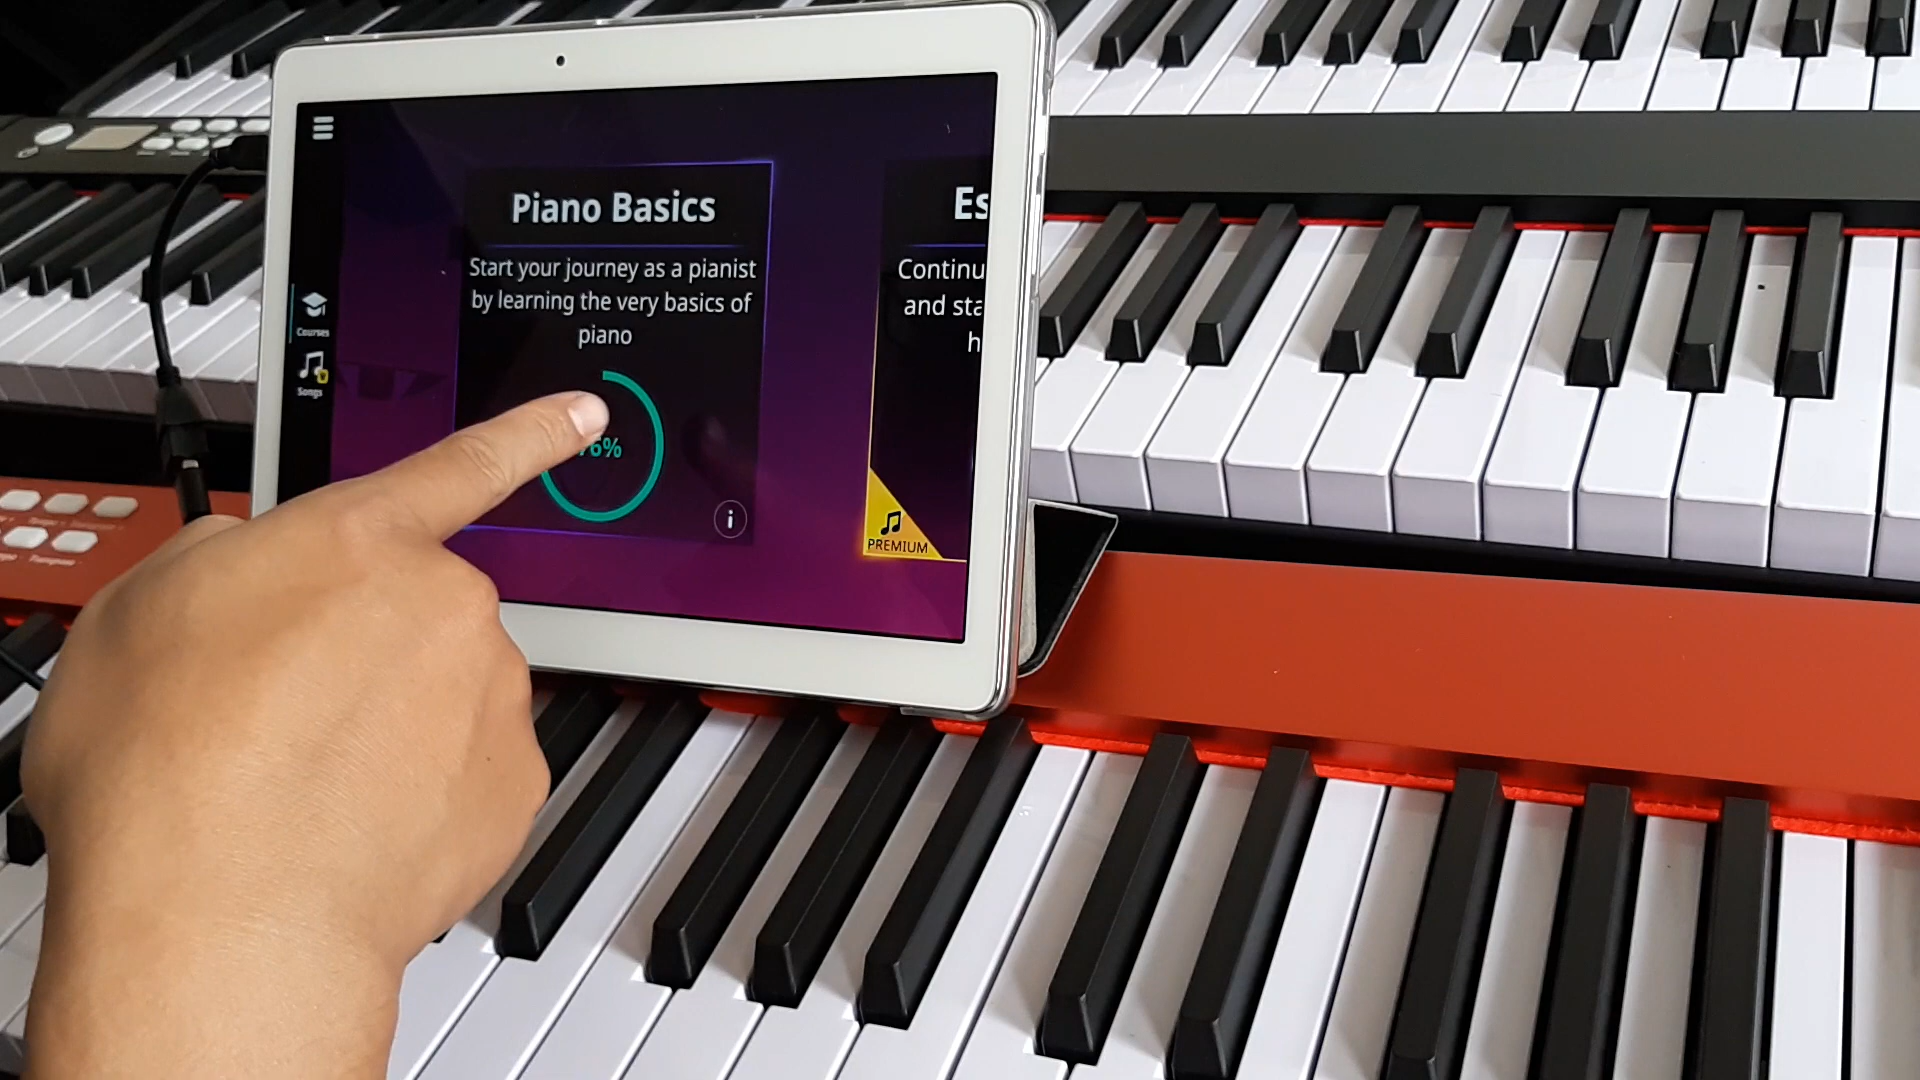 Piano Basics
Start your journey as a pianist
by learning the very basics of
piano
6%
Es
Continu
and sta
h
PREMIUM
Courses
Songs